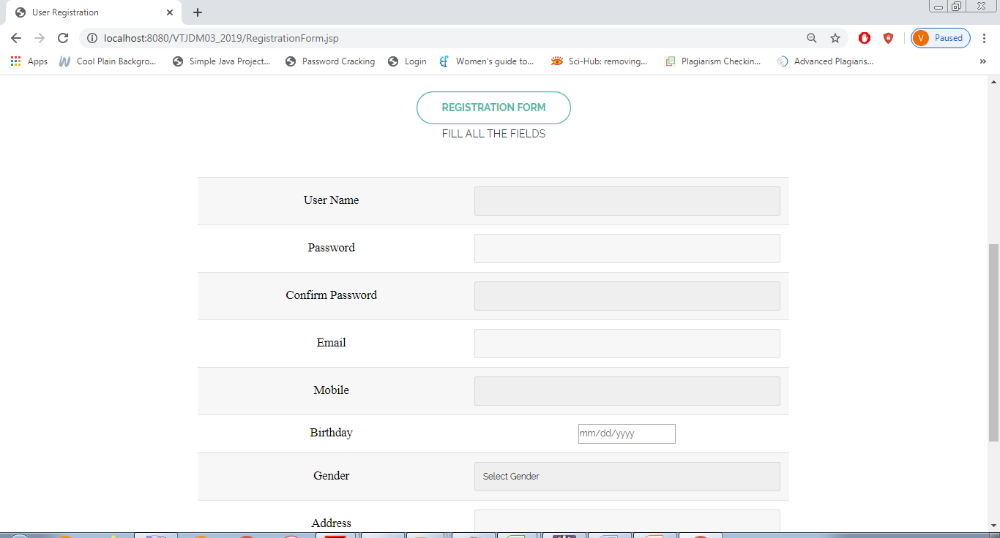 User Registration
localhost:8080/VTJDM03_2019/RegistrationForm.jsp
V Paused
Apps Cool Plain Backgro... Simple Java Project... Password Cracking Login Women's guide to... Sci-Hub: removing... Plagiarism Checkin... Advanced Plagiaris... »
REGISTRATION FORM
FILL ALL THE FIELDS
User Name
Password
Confirm Password
Email
Mobile
Birthday mm/dd/yyyy
Gender Select Gender
Address